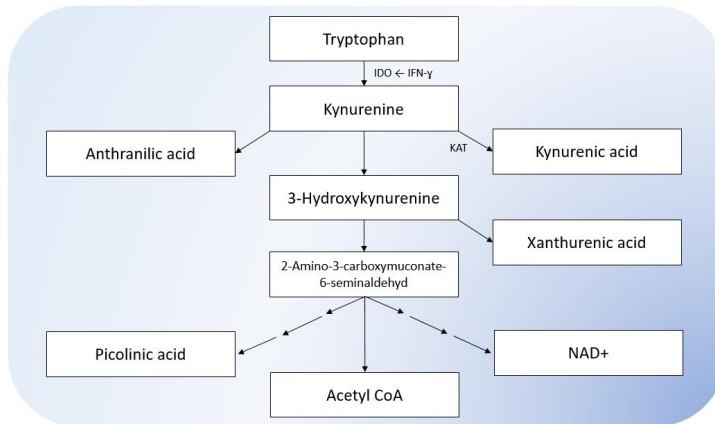 Tryptophan
IDO ← IFN-ɣ
Kynurenine
Anthranilic acid
KAT
Kynurenic acid
3-Hydroxykynurenine
Xanthurenic acid
2-Amino-3-carboxymuconate-
6-seminaldehyd
Picolinic acid
NAD+
Acetyl CoA